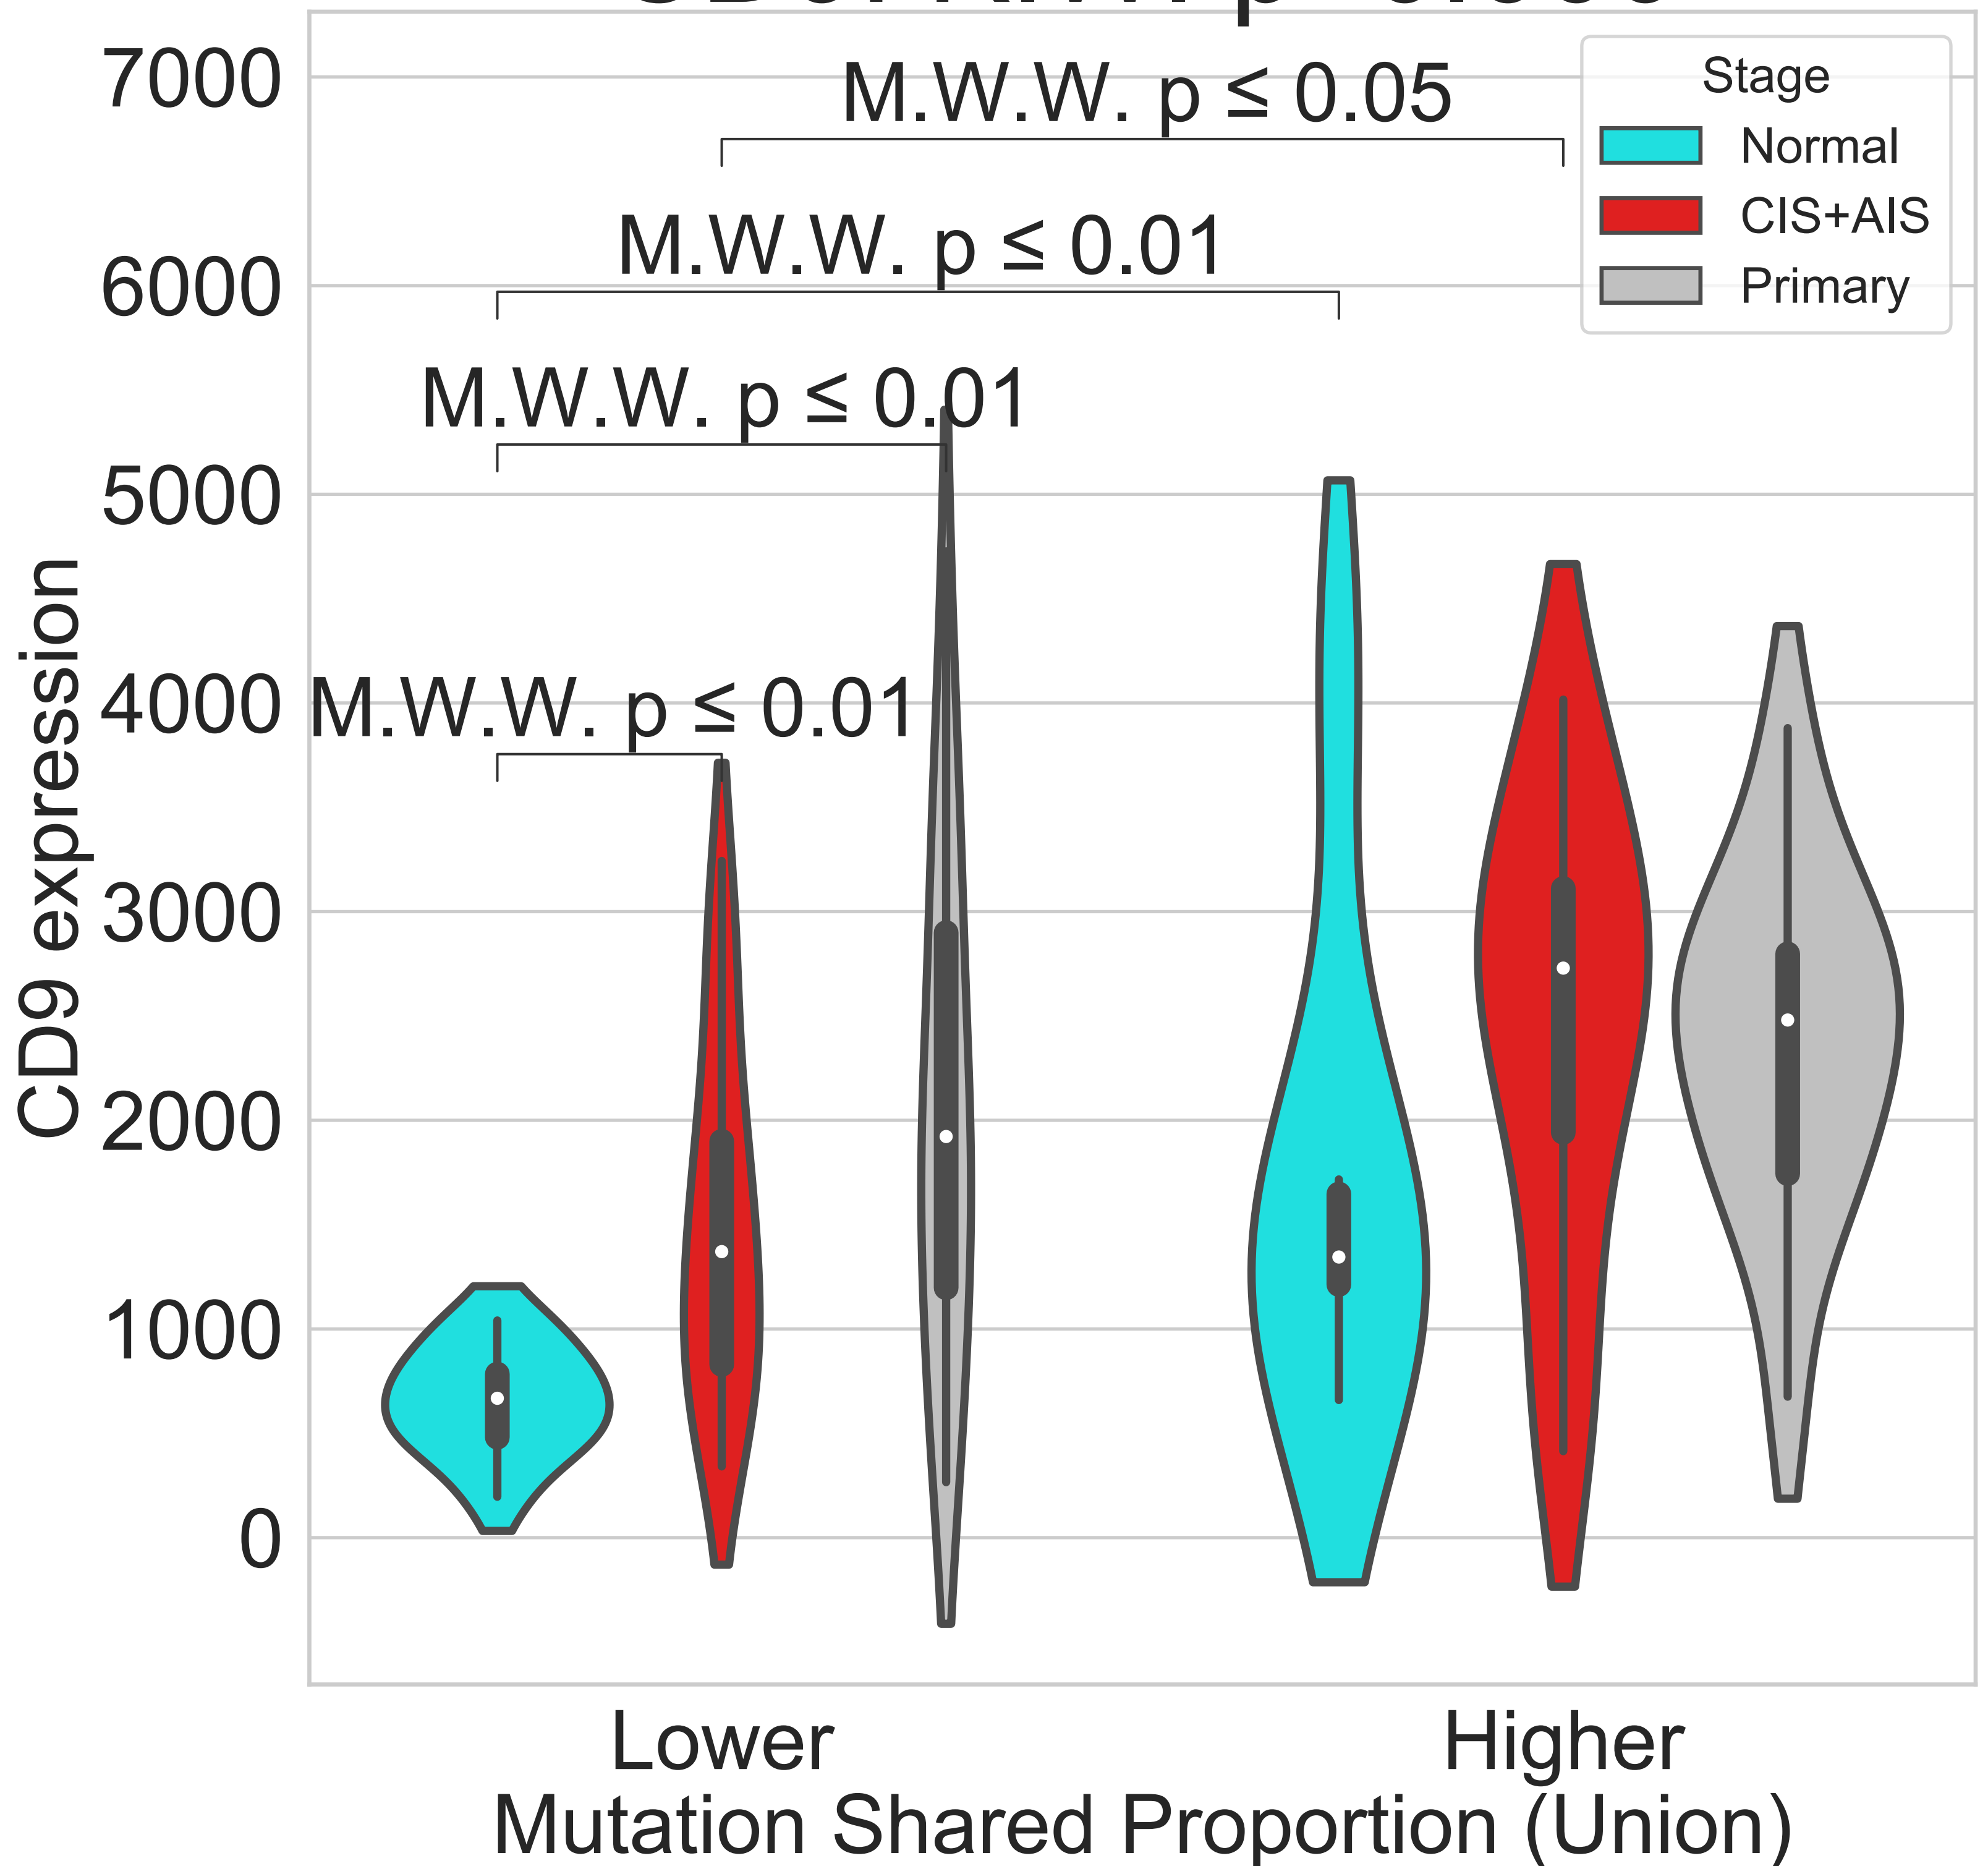 7000
6000
5000
4000
3000
2000
1000
0
CD9 expression
M.W.W. p ≤ 0.05
M.W.W. p ≤ 0.01
M.W.W. p ≤ 0.01
M.W.W. p ≤ 0.01
Stage
Normal
CIS+AIS
Primary
Lower
Higher
Mutation Shared Proportion (Union)